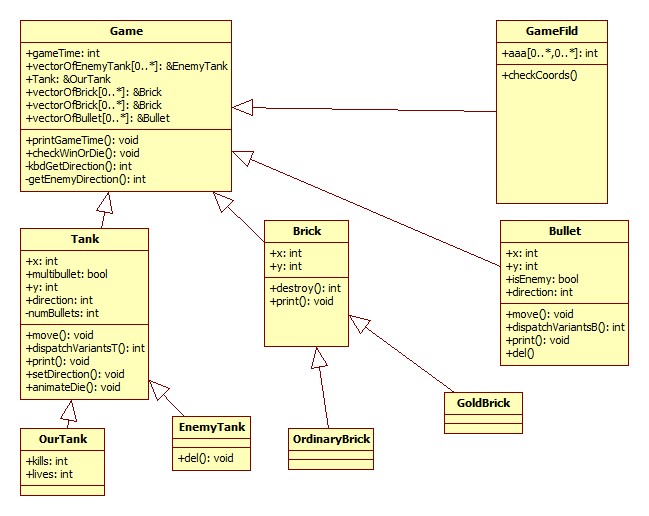 Game
+gameTime: int
+vectorOfEnemyTank[0..*]: &EnemyTank
+Tank: &OurTank
+vectorOfBrick[0..*]: &Brick
+vectorOfBrick[0..*]: &Brick
+vectorOfBullet[0..*]: &Bullet
+printGameTime(): void
+checkWinOrDie(): void
-kbdGetDirection(): int
-getEnemyDirection(): int
GameFild
+aaa[0..*,0..*]: int
+checkCoords()
Tank
+x: int
+multibullet: bool
+y: int
+direction: int
-numBullets: int
+move(): void
+dispatchVariantsT(): int
+print(): void
+setDirection(): void
+animateDie(): void
Brick
+x: int
+y: int
+destroy(): int
+print(): void
Bullet
+x: int
+y: int
+isEnemy: bool
+direction: int
+move(): void
+dispatchVariantsB(): int
+print(): void
+del()
OurTank
+kills: int
+lives: int
EnemyTank
+del(): void
OrdinaryBrick
GoldBrick